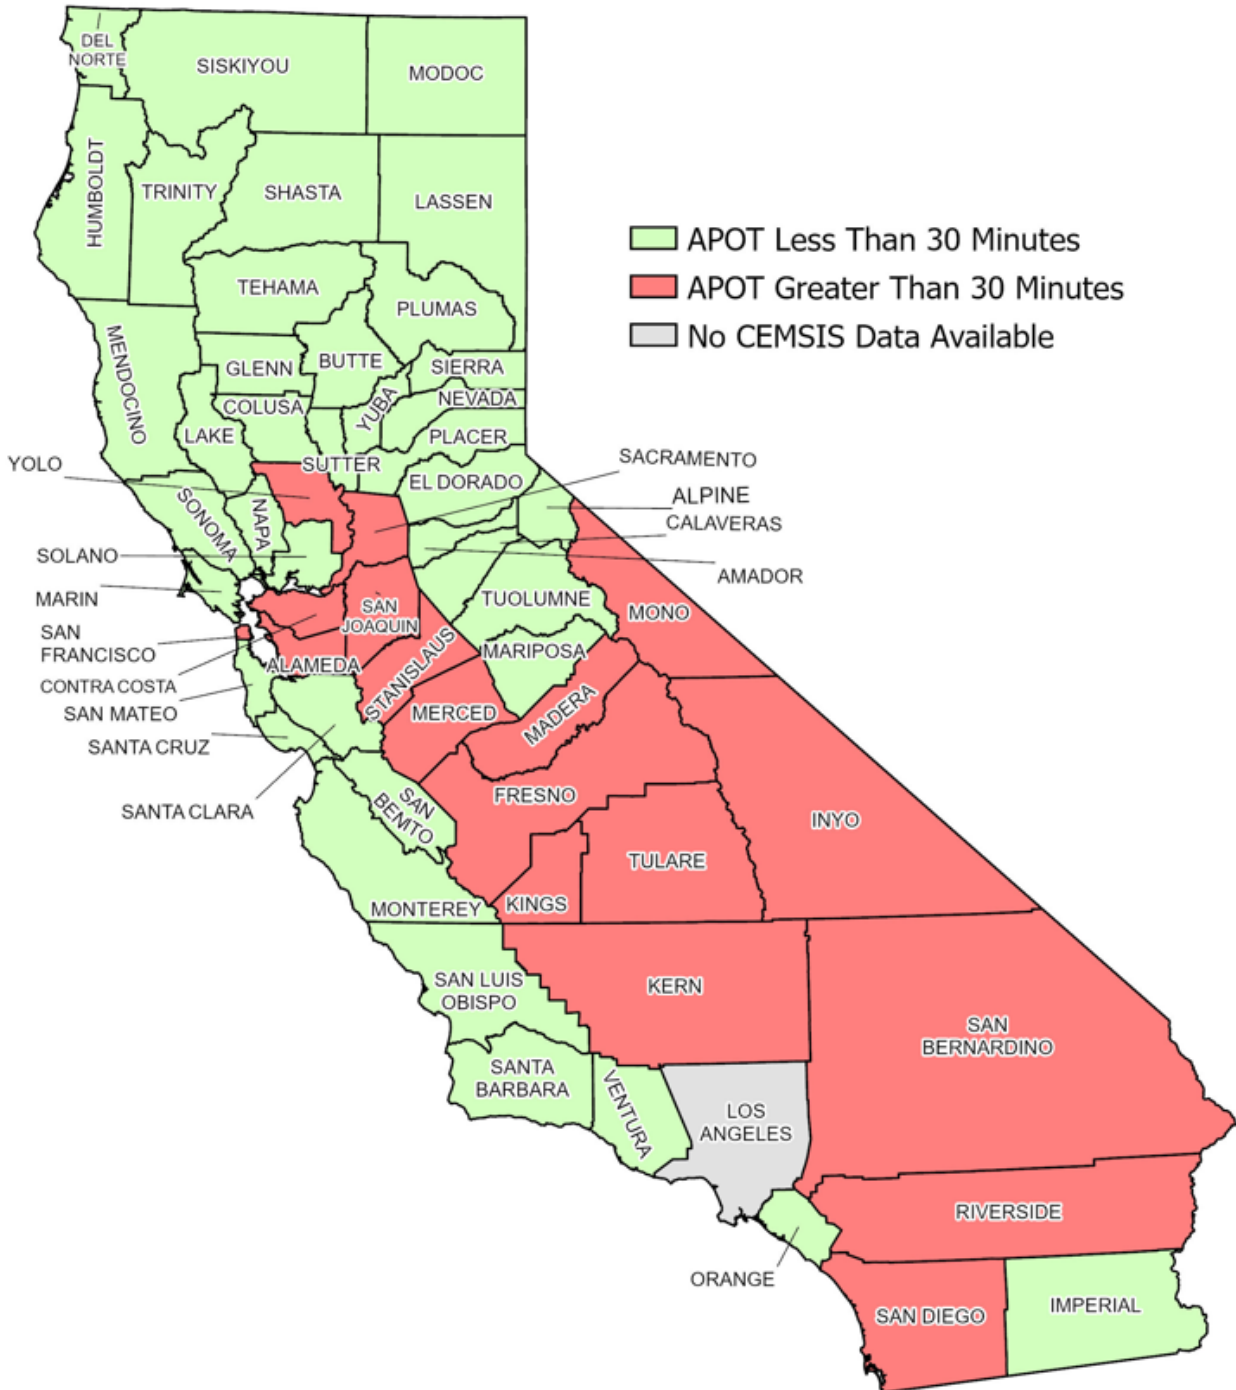 DEL
NORTE
SISKIYOU
MODOC
HUMBOLDT
TRINITY
SHASTA
LASSEN
APOT Less Than 30 Minutes
APOT Greater Than 30 Minutes
No CEMSIS Data Available
TEHAMA
PLUMAS
MENDOCINO
GLENN
BUTTE
SIERRA
COLUSA
YUBA
NEVADA
LAKE
PLACER
YOLO
SUTTER
SACRAMENTO
EL DORADO
ALPINE
SONOMA
NAPA
CALAVERAS
SOLANO
AMADOR
MARIN
TUOLUMNE
MONO
SAN
FRANCISCO
SAN
JOAQUIN
CONTRA COSTA
ALAMEDA
STANISLAUS
MARIPOSA
SAN MATEO
MERCED
MADERA
SANTA CRUZ
SANTA CLARA
SAN
BEMTO
FRESNO
INYO
TULARE
MONTEREY
KINGS
SAN LUIS
OBISPO
KERN
SAN
BERNARDINO
SANTA
BARBARA
VENTURA
LOS
ANGELES
RIVERSIDE
ORANGE
SAN DIEGO
IMPERIAL